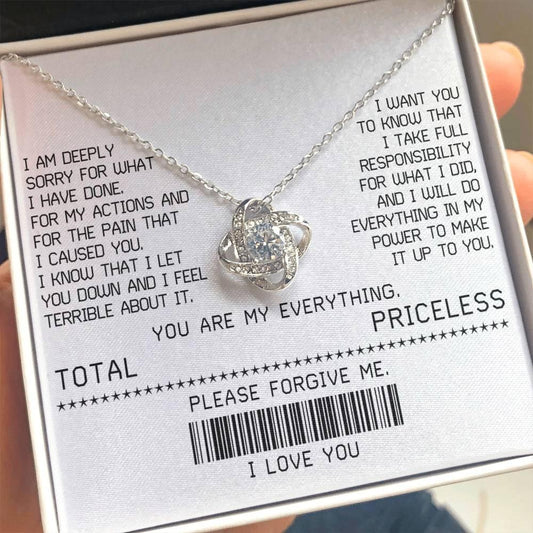 I AM DEEPLY
SORRY FOR WHAT
I HAVE DONE.
FOR MY ACTIONS AND
FOR THE PAIN THAT
I CAUSED YOU.
I KNOW THAT I LET
YOU DOWN AND I FEEL
TERRIBLE ABOUT IT.
I WANT YOU
TO KNOW THAT
I TAKE FULL
RESPONSIBILITY
FOR WHAT I DID,
AND I WILL DO
EVERYTHING IN MY
POWER TO MAKE
IT UP TO YOU.
YOU ARE MY EVERYTHING.
TOTAL PRICELESS
PLEASE FORGIVE ME.
I LOVE YOU